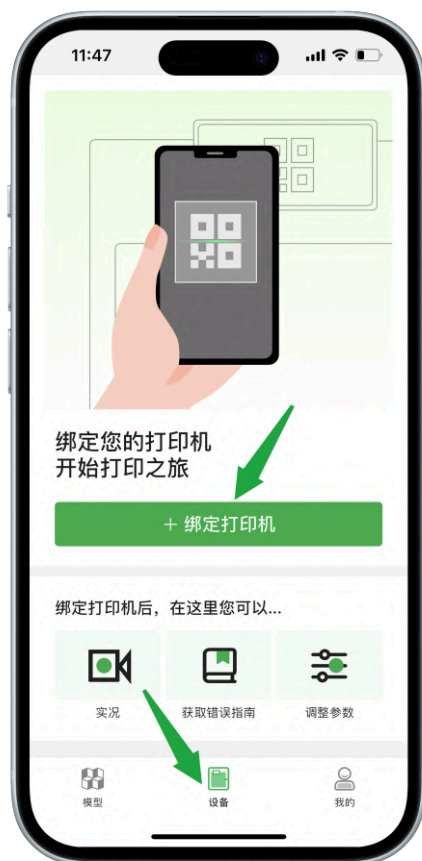 11:47
绑定您的打印机
开始打印之旅
+ 绑定打印机
绑定打印机后，在这里您可以...
实况 获取错误指南 调整参数
模型 设备 我的